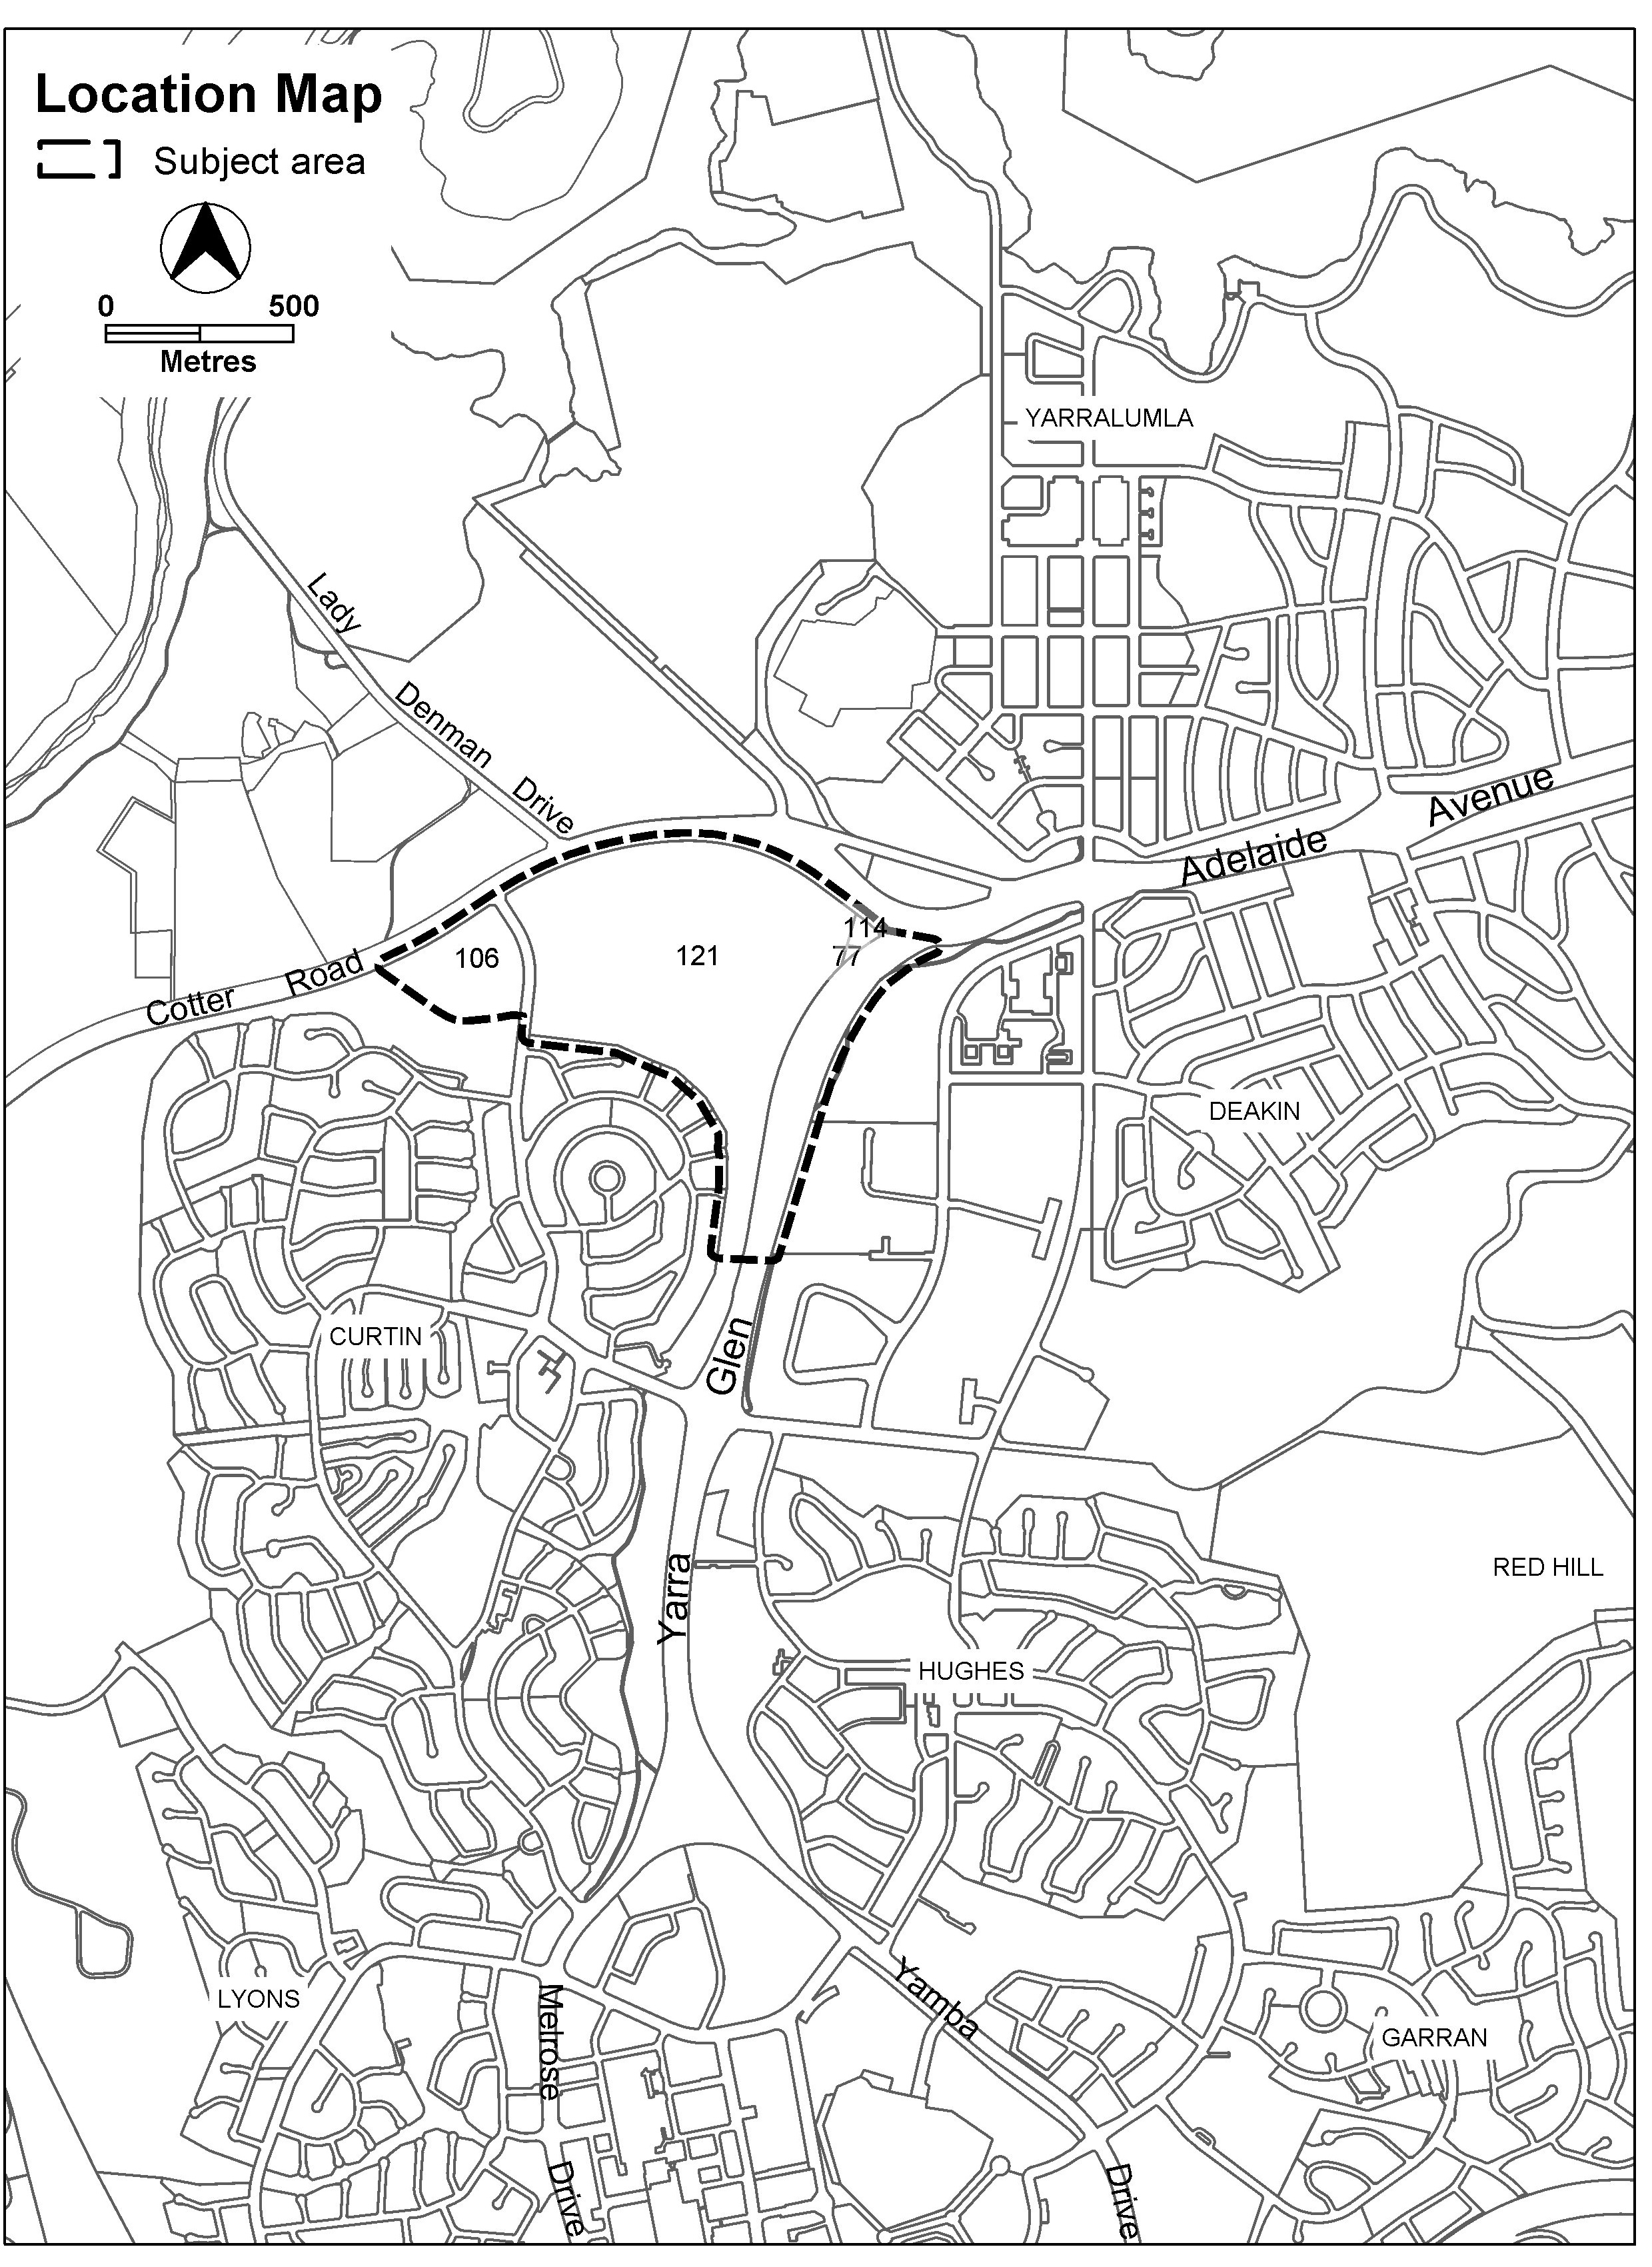 Location Map
Subject area
0 500
Metres
YARRALUMLA
Lady
Denman
Drive
Avenue
Adelaide
114
106 121 77
Cotter Road
DEAKIN
CURTIN
Glen
Yarra
RED HILL
HUGHES
LYONS
Melrose
Yamba
GARRAN
Drive
Drive